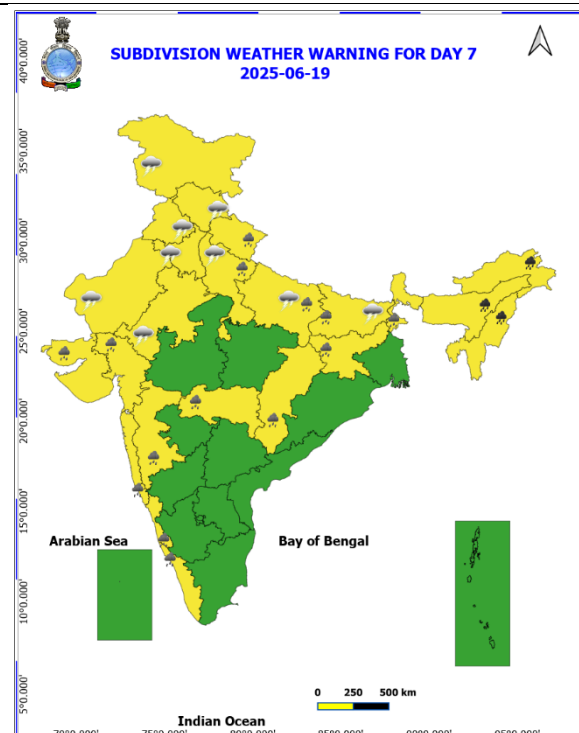 SUBDIVISION WEATHER WARNING FOR DAY 7
2025-06-19
40°0.000'
35°0.000'
30°0.000'
25°0.000'
20°0.000'
15°0.000'
10°0.000'
5°0.000'
Arabian Sea
Bay of Bengal
0 250 500 km
Indian Ocean